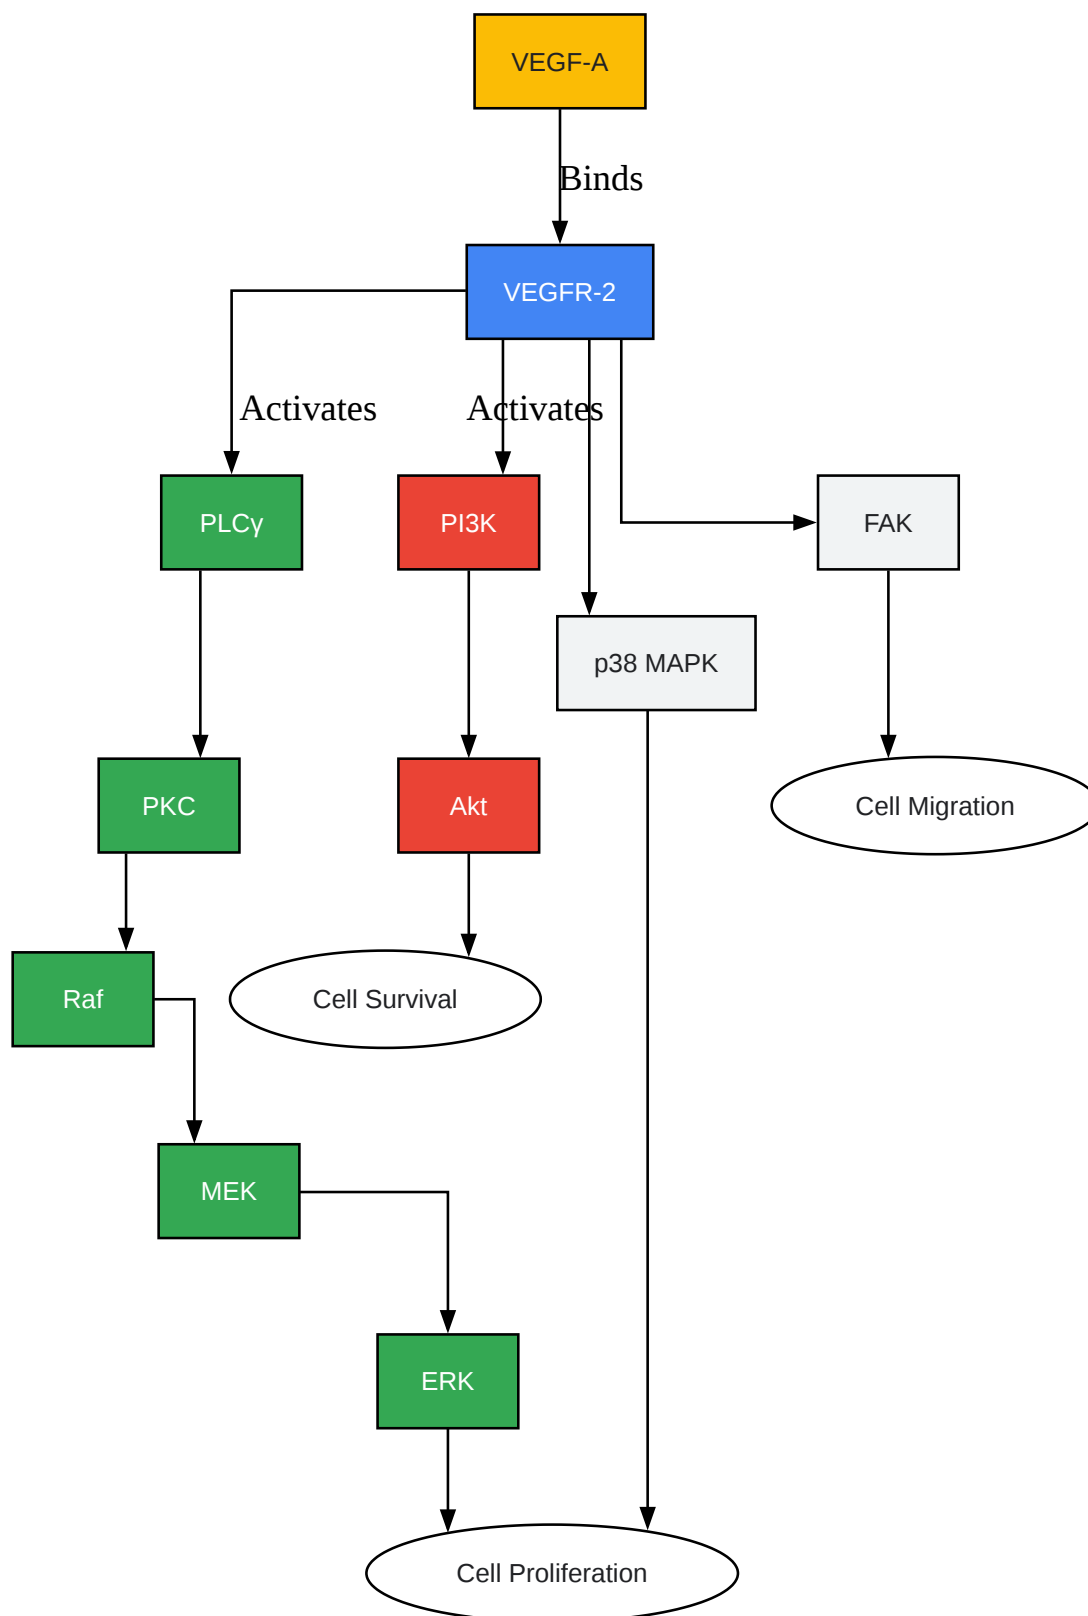 VEGF-A
Binds
VEGFR-2
Activates
Activates
PLCγ
PI3K
FAK
p38 MAPK
PKC
Akt
Cell Migration
Raf
Cell Survival
MEK
ERK
Cell Proliferation